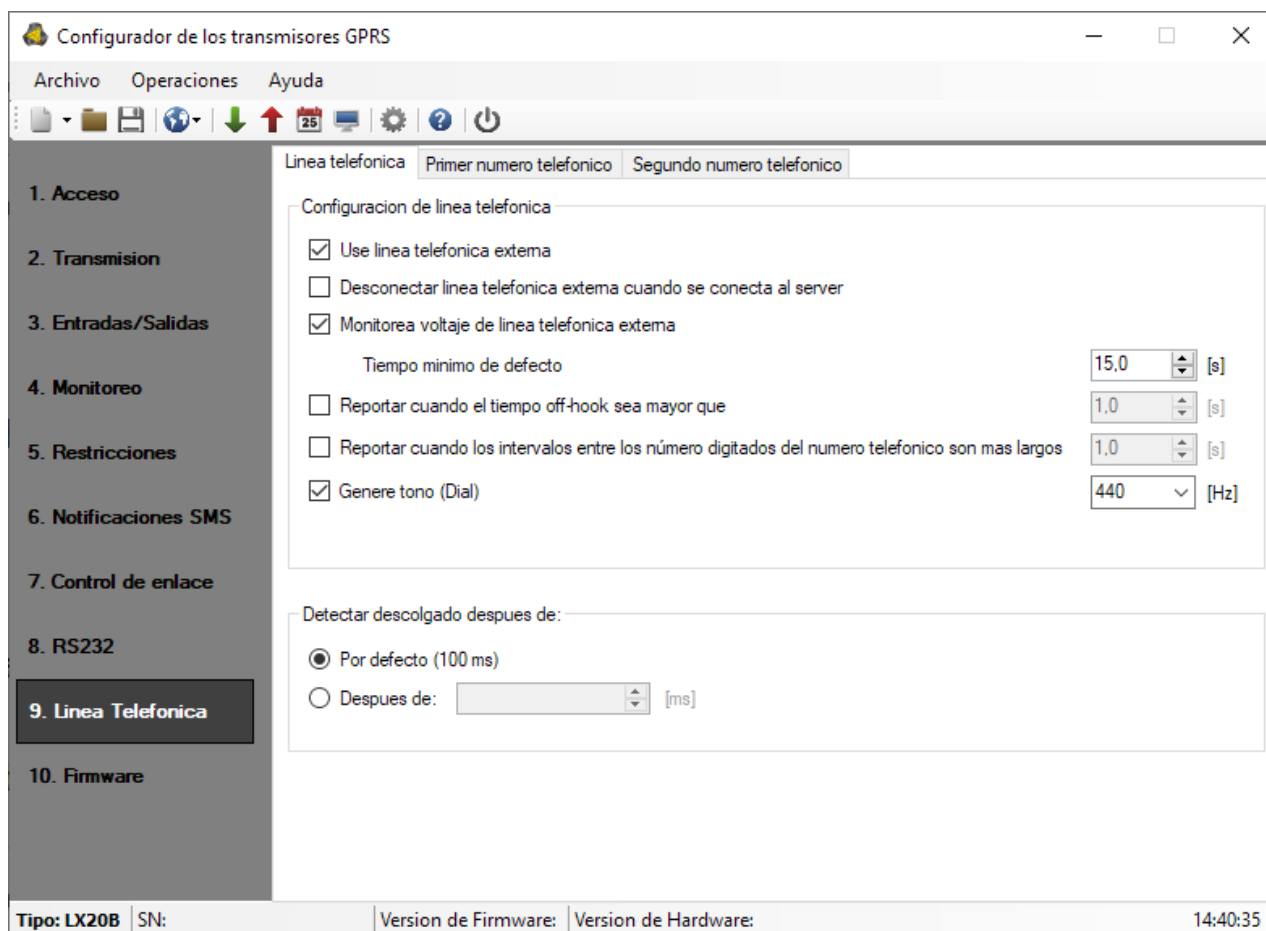 Configurador de los transmisores GPRS
Archivo Operaciones Ayuda
25
Linea telefonica Primer numero telefonico Segundo numero telefonico
1. Acceso
2. Transmision
3. Entradas/Salidas
4. Monitoreo
5. Restricciones
6. Notificaciones SMS
7. Control de enlace
8. RS232
9. Linea Telefonica
10. Firmware
Configuracion de linea telefonica
Use linea telefonica externa
Desconectar linea telefonica externa cuando se conecta al server
Monitorea voltaje de linea telefonica externa
Tiempo minimo de defecto 15,0 [s]
Reportar cuando el tiempo off-hook sea mayor que 1,0 [s]
Reportar cuando los intervalos entre los número digitados del numero telefonico son mas largos 1,0 [s]
Genere tono (Dial) 440 [Hz]
Detectar descolgado despues de:
Por defecto (100 ms)
Despues de: [ms]
Tipo: LX20B SN: Version de Firmware: Version de Hardware: 14:40:35